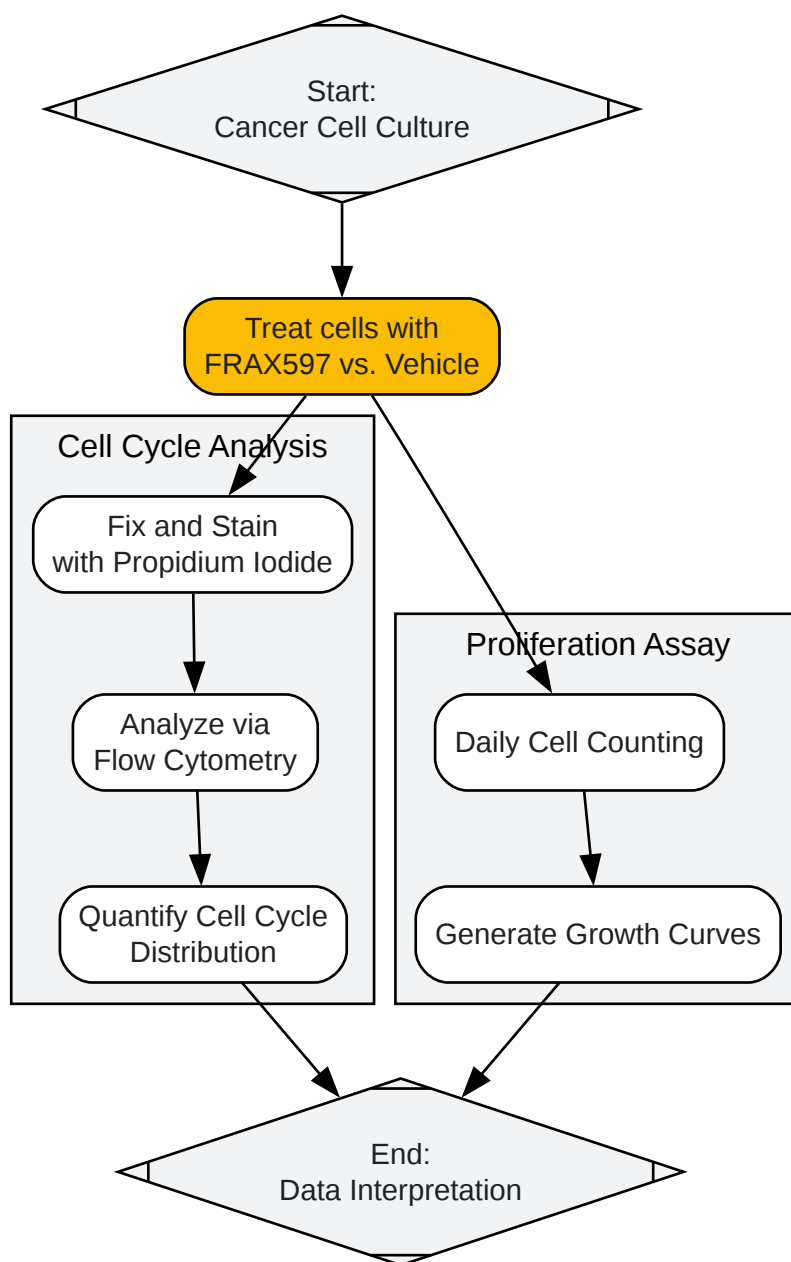 Start:
Cancer Cell Culture
Treat cells with
FRAX597 vs. Vehicle
Cell Cycle Analysis
Fix and Stain
with Propidium Iodide
Analyze via
Flow Cytometry
Quantify Cell Cycle
Distribution
Proliferation Assay
Daily Cell Counting
Generate Growth Curves
End:
Data Interpretation